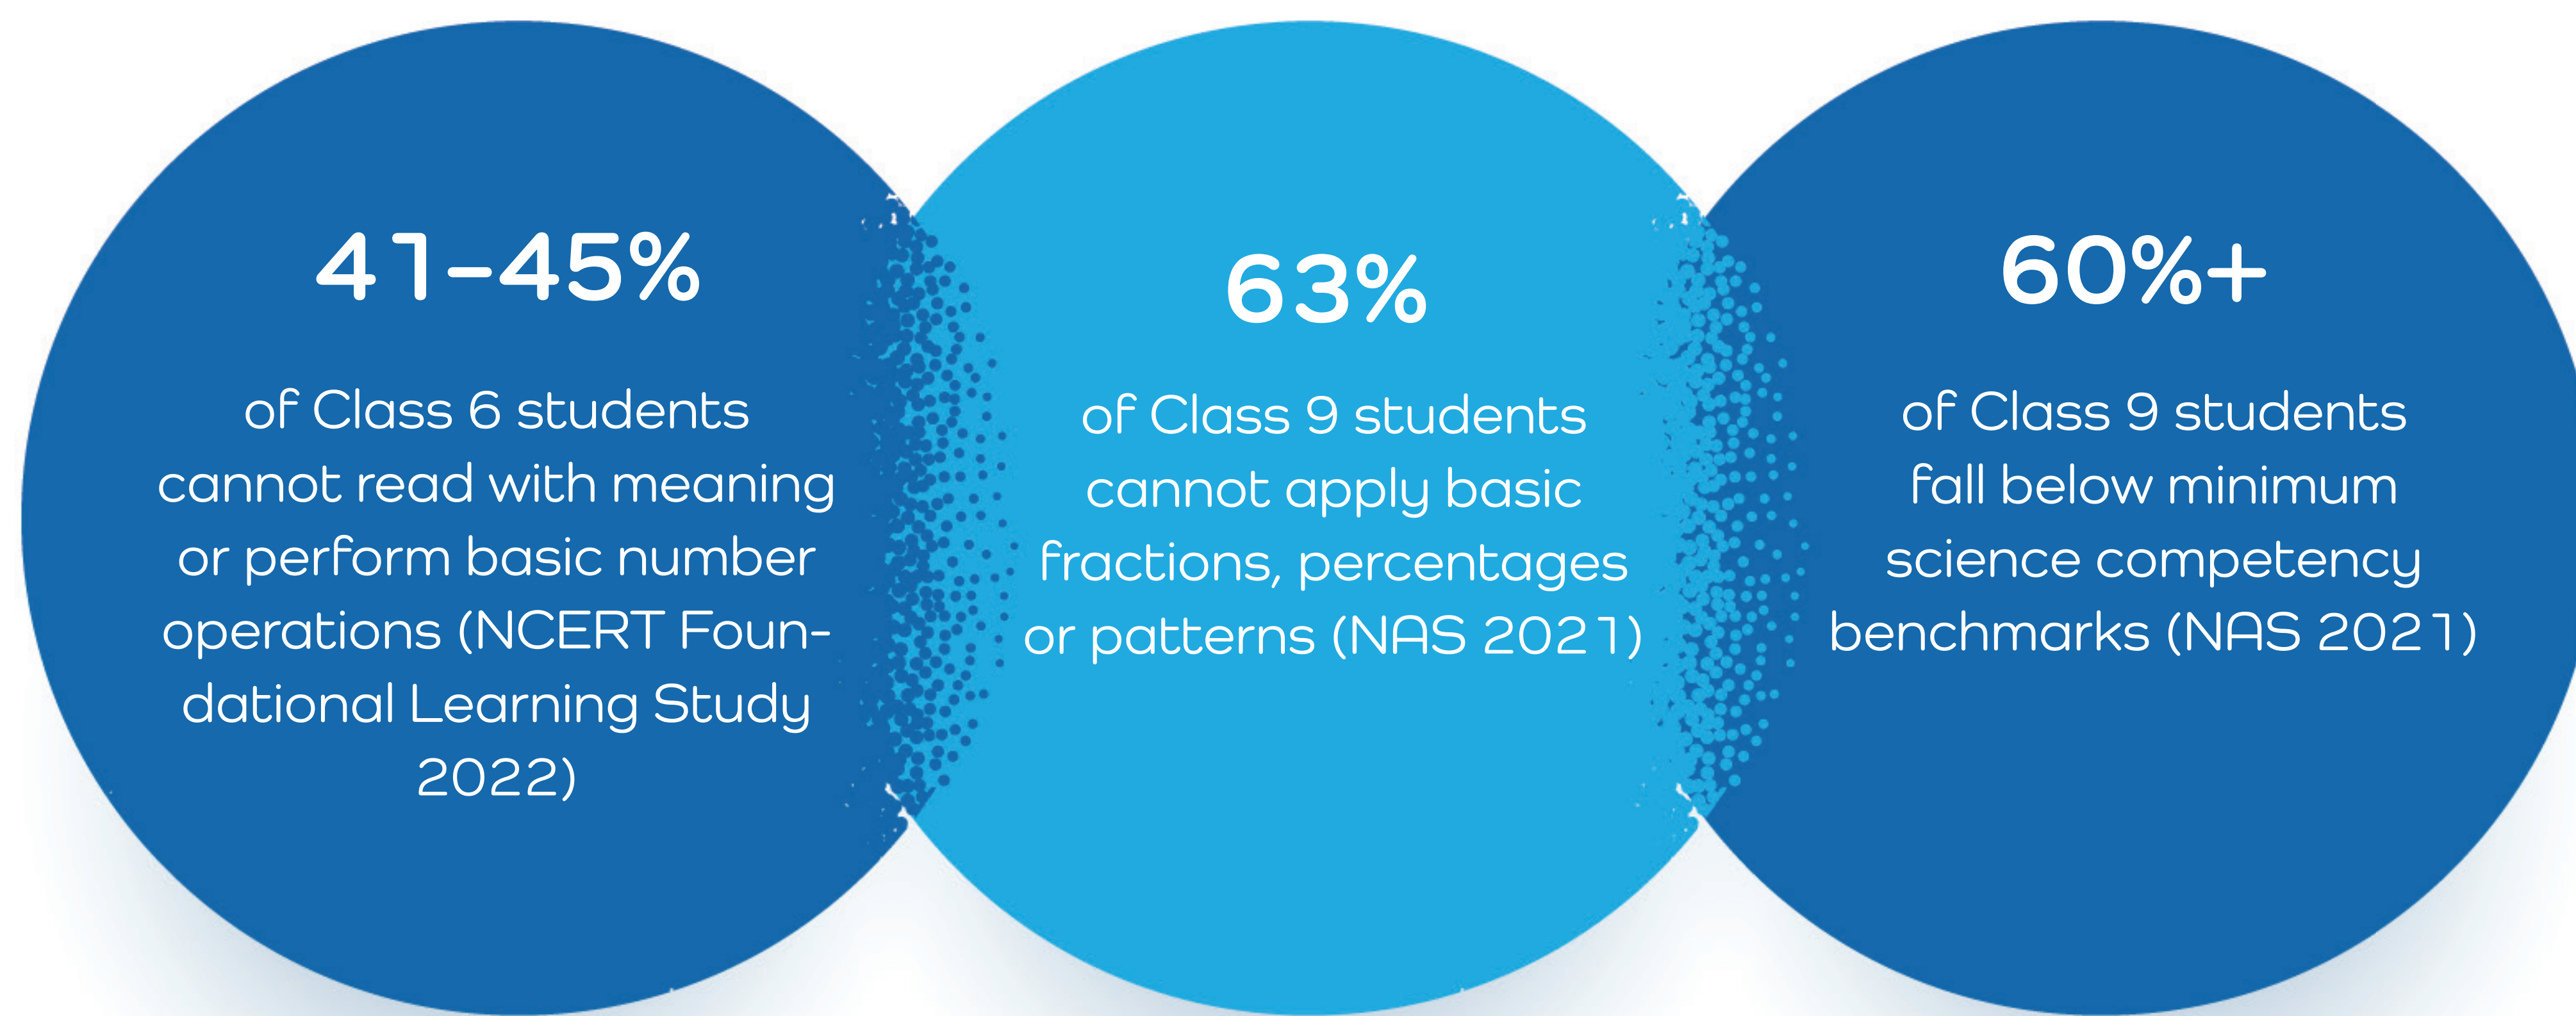 41–45%
of Class 6 students
cannot read with meaning
or perform basic number
operations (NCERT Foun-
dational Learning Study
2022)
63%
of Class 9 students
cannot apply basic
fractions, percentages
or patterns (NAS 2021)
60%+
of Class 9 students
fall below minimum
science competency
benchmarks (NAS 2021)